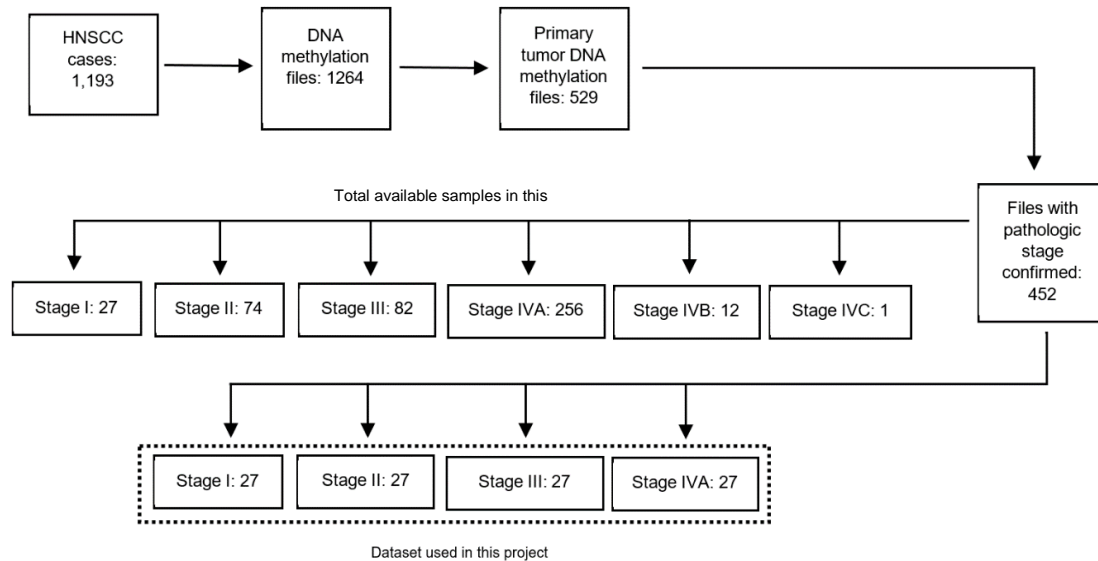 HNSCC
cases:
1,193
DNA
methylation
files: 1264
Primary
tumor DNA
methylation
files: 529
Total available samples in this
Files with
pathologic
stage
confirmed:
452
Stage I: 27
Stage II: 74
Stage III: 82
Stage IVA: 256
Stage IVB: 12
Stage IVC: 1
Stage I: 27
Stage II: 27
Stage III: 27
Stage IVA: 27
Dataset used in this project